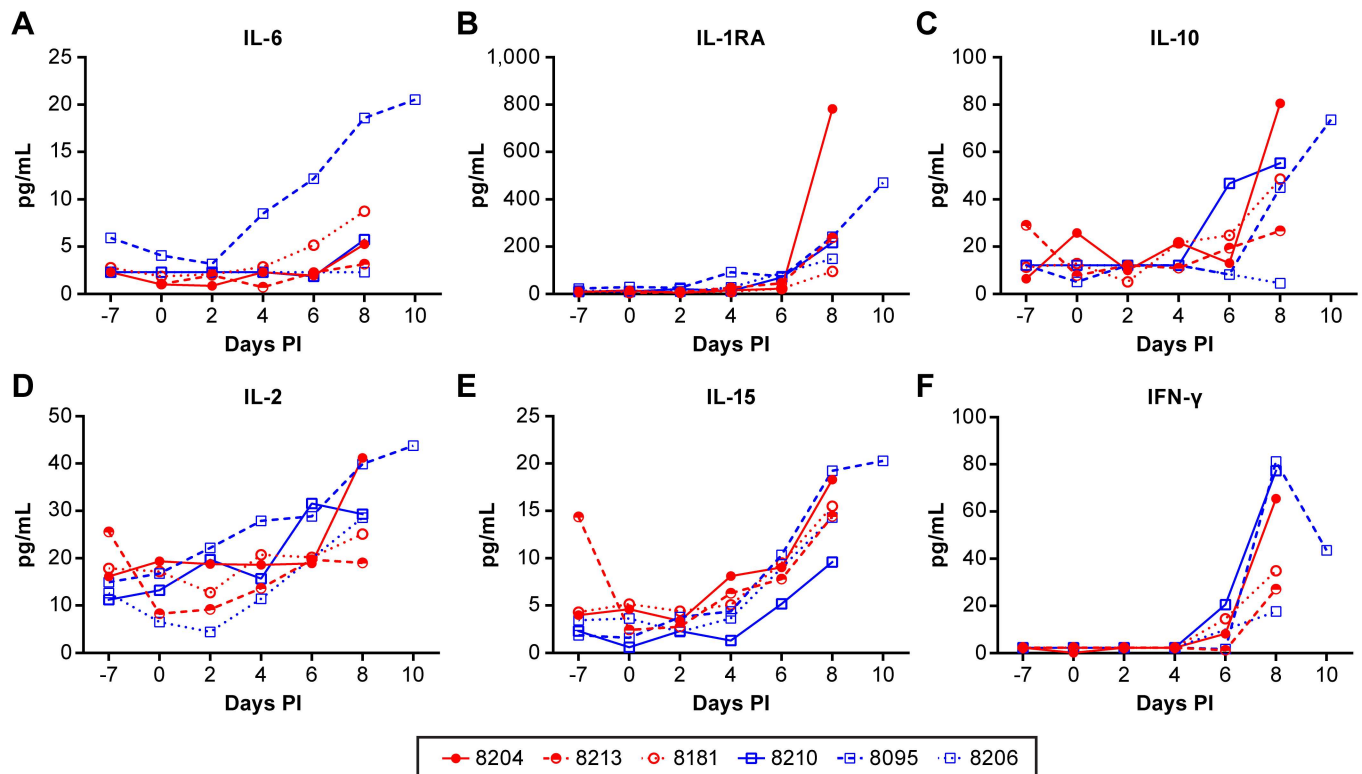 A
IL-6
pg/mL
25
20
15
10
5
0
-7 0 2 4 6 8 10
Days PI
B
IL-1RA
pg/mL
1,000
800
600
400
200
0
-7 0 2 4 6 8 10
Days PI
C
IL-10
pg/mL
100
80
60
40
20
0
-7 0 2 4 6 8 10
Days PI
D
IL-2
pg/mL
50
40
30
20
10
0
-7 0 2 4 6 8 10
Days PI
E
IL-15
pg/mL
25
20
15
10
5
0
-7 0 2 4 6 8 10
Days PI
F
IFN-γ
pg/mL
100
80
60
40
20
0
-7 0 2 4 6 8 10
Days PI
8204 8213 8181 8210 8095 8206